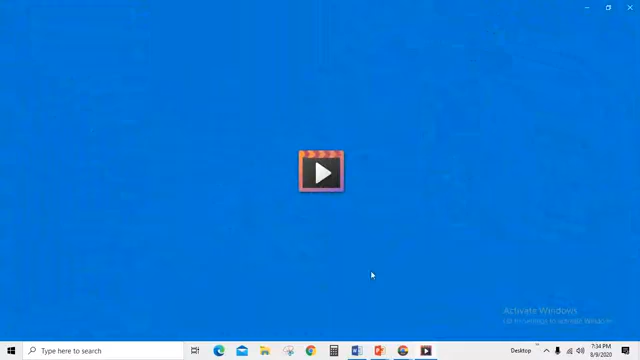 Activate Windows
Type here to search
Desktop
7:34 PM
8/9/2020